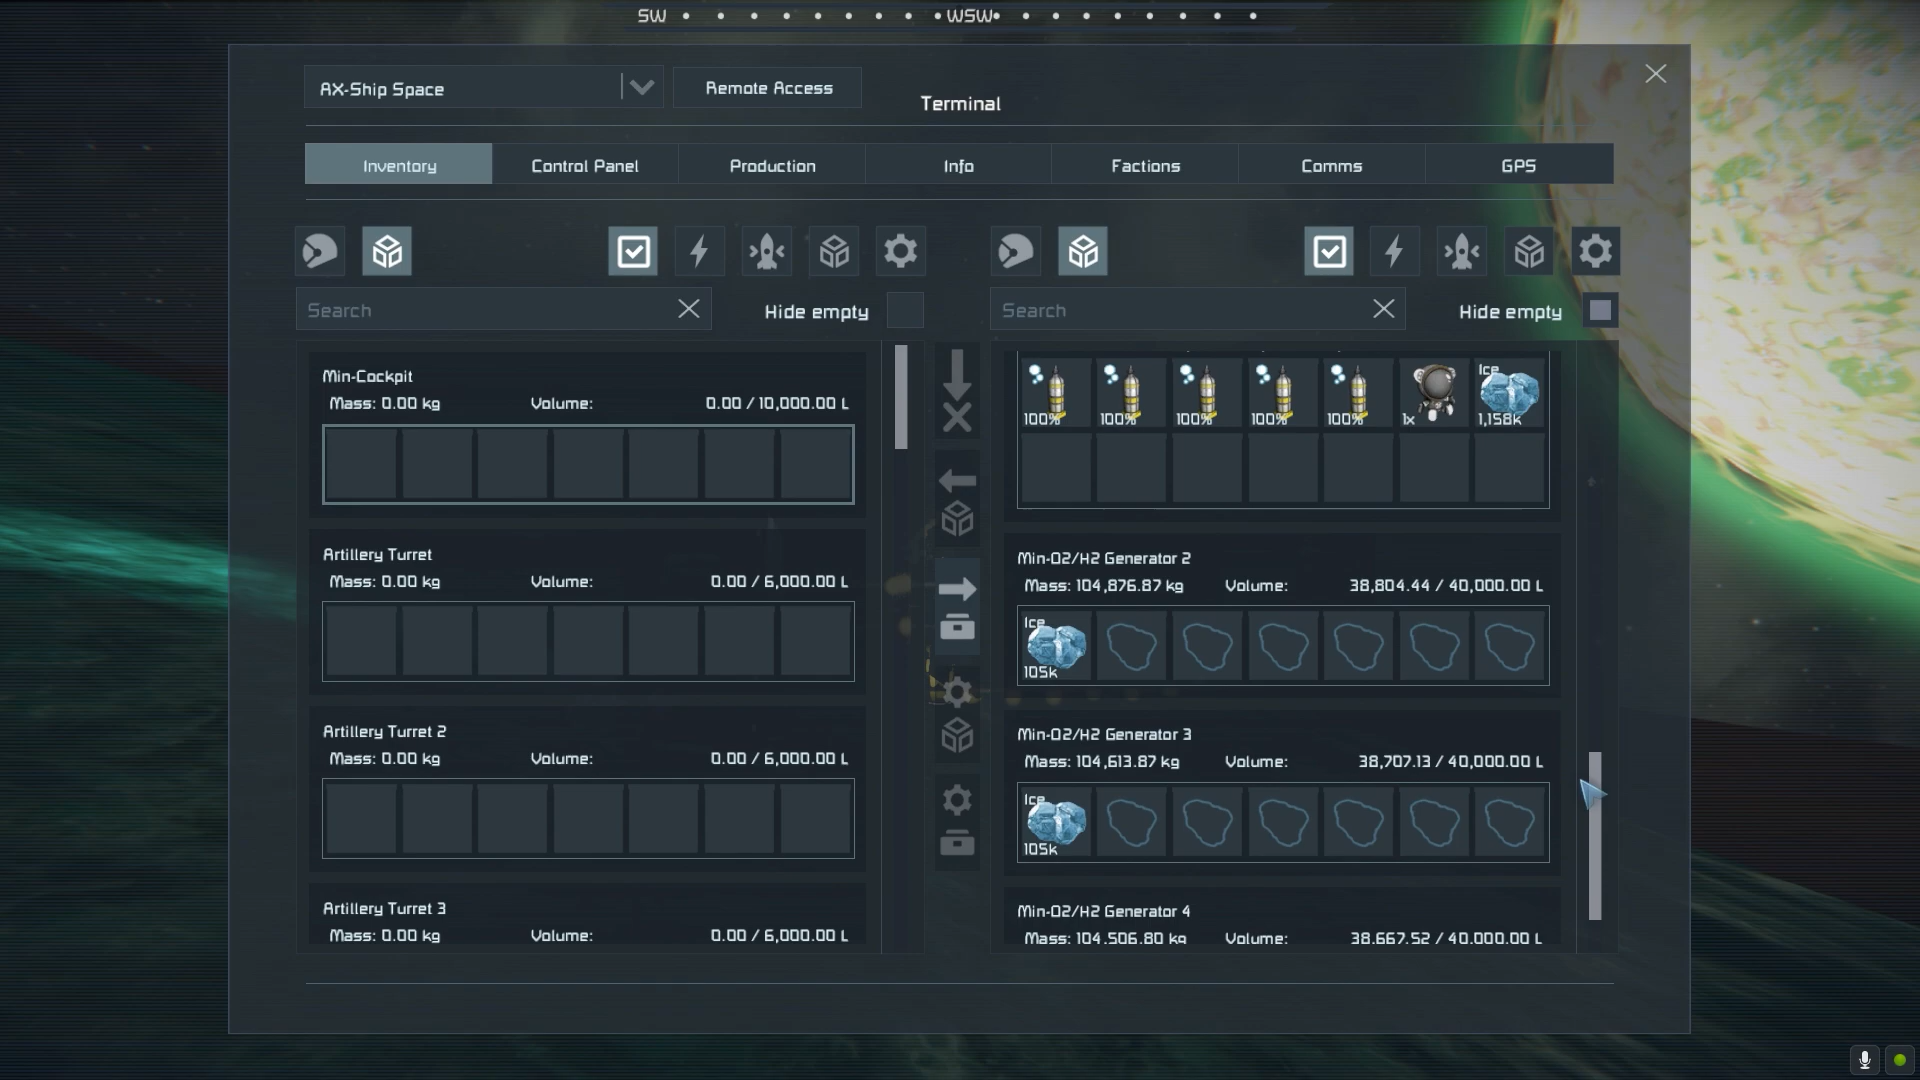 SW WSW
AX-Ship Space
Remote Access
Terminal
Inventory Control Panel Production Info Factions Comms GPS
Search
Hide empty
Search
Hide empty
Min-Cockpit
Mass: 0.00 kg Volume: 0.00 / 10,000.00 L
Artillery Turret
Mass: 0.00 kg Volume: 0.00 / 6,000.00 L
Artillery Turret 2
Mass: 0.00 kg Volume: 0.00 / 6,000.00 L
Artillery Turret 3
Mass: 0.00 kg Volume: 0.00 / 6,000.00 L
Ice
100% 100% 100% 100% 100% 1x 1,158k
Min-O2/H2 Generator 2
Mass: 104,876.87 kg Volume: 38,804.44 / 40,000.00 L
Ice
105k
Min-O2/H2 Generator 3
Mass: 104,613.87 kg Volume: 38,707.13 / 40,000.00 L
Ice
105k
Min-O2/H2 Generator 4
Mass: 104,506.80 kg Volume: 38,667.52 / 40,000.00 L